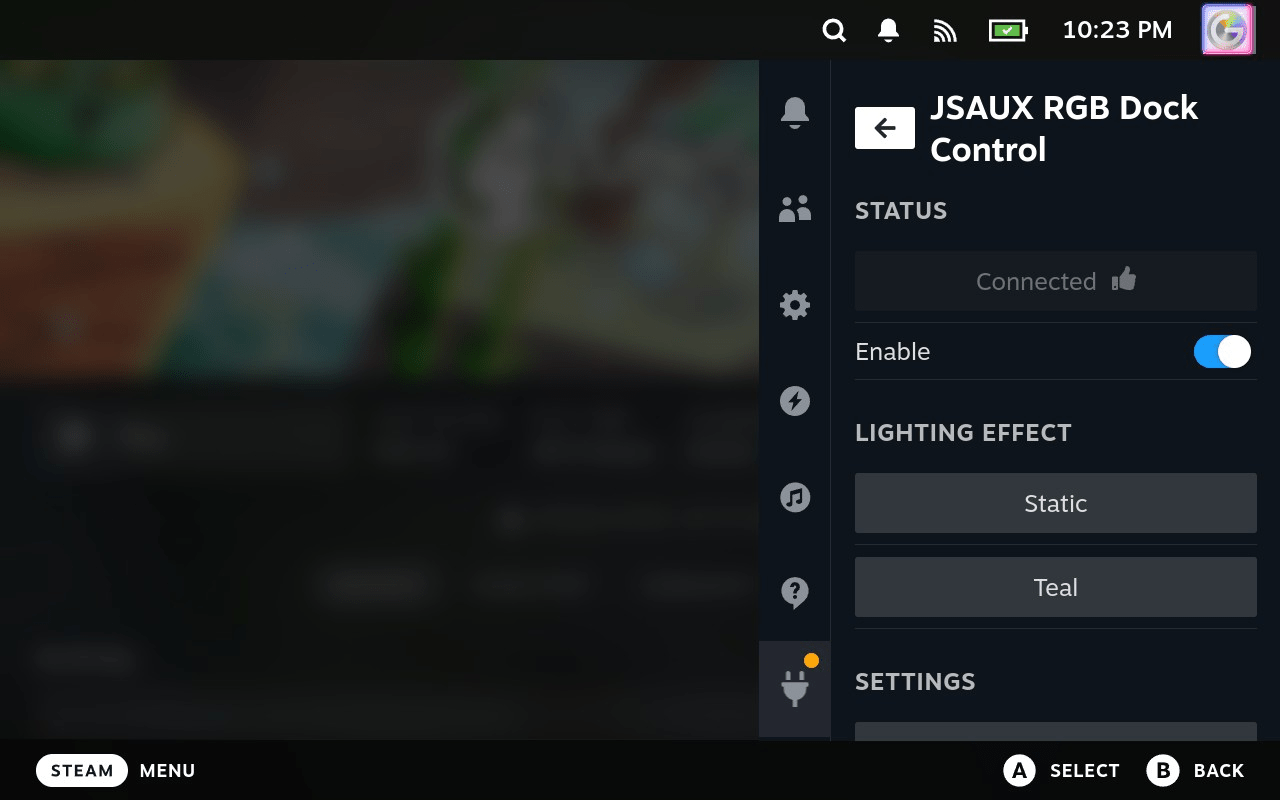 10:23 PM
JSAUX RGB Dock
Control
STATUS
Connected
Enable
LIGHTING EFFECT
Static
Teal
SETTINGS
STEAM MENU
A SELECT B BACK